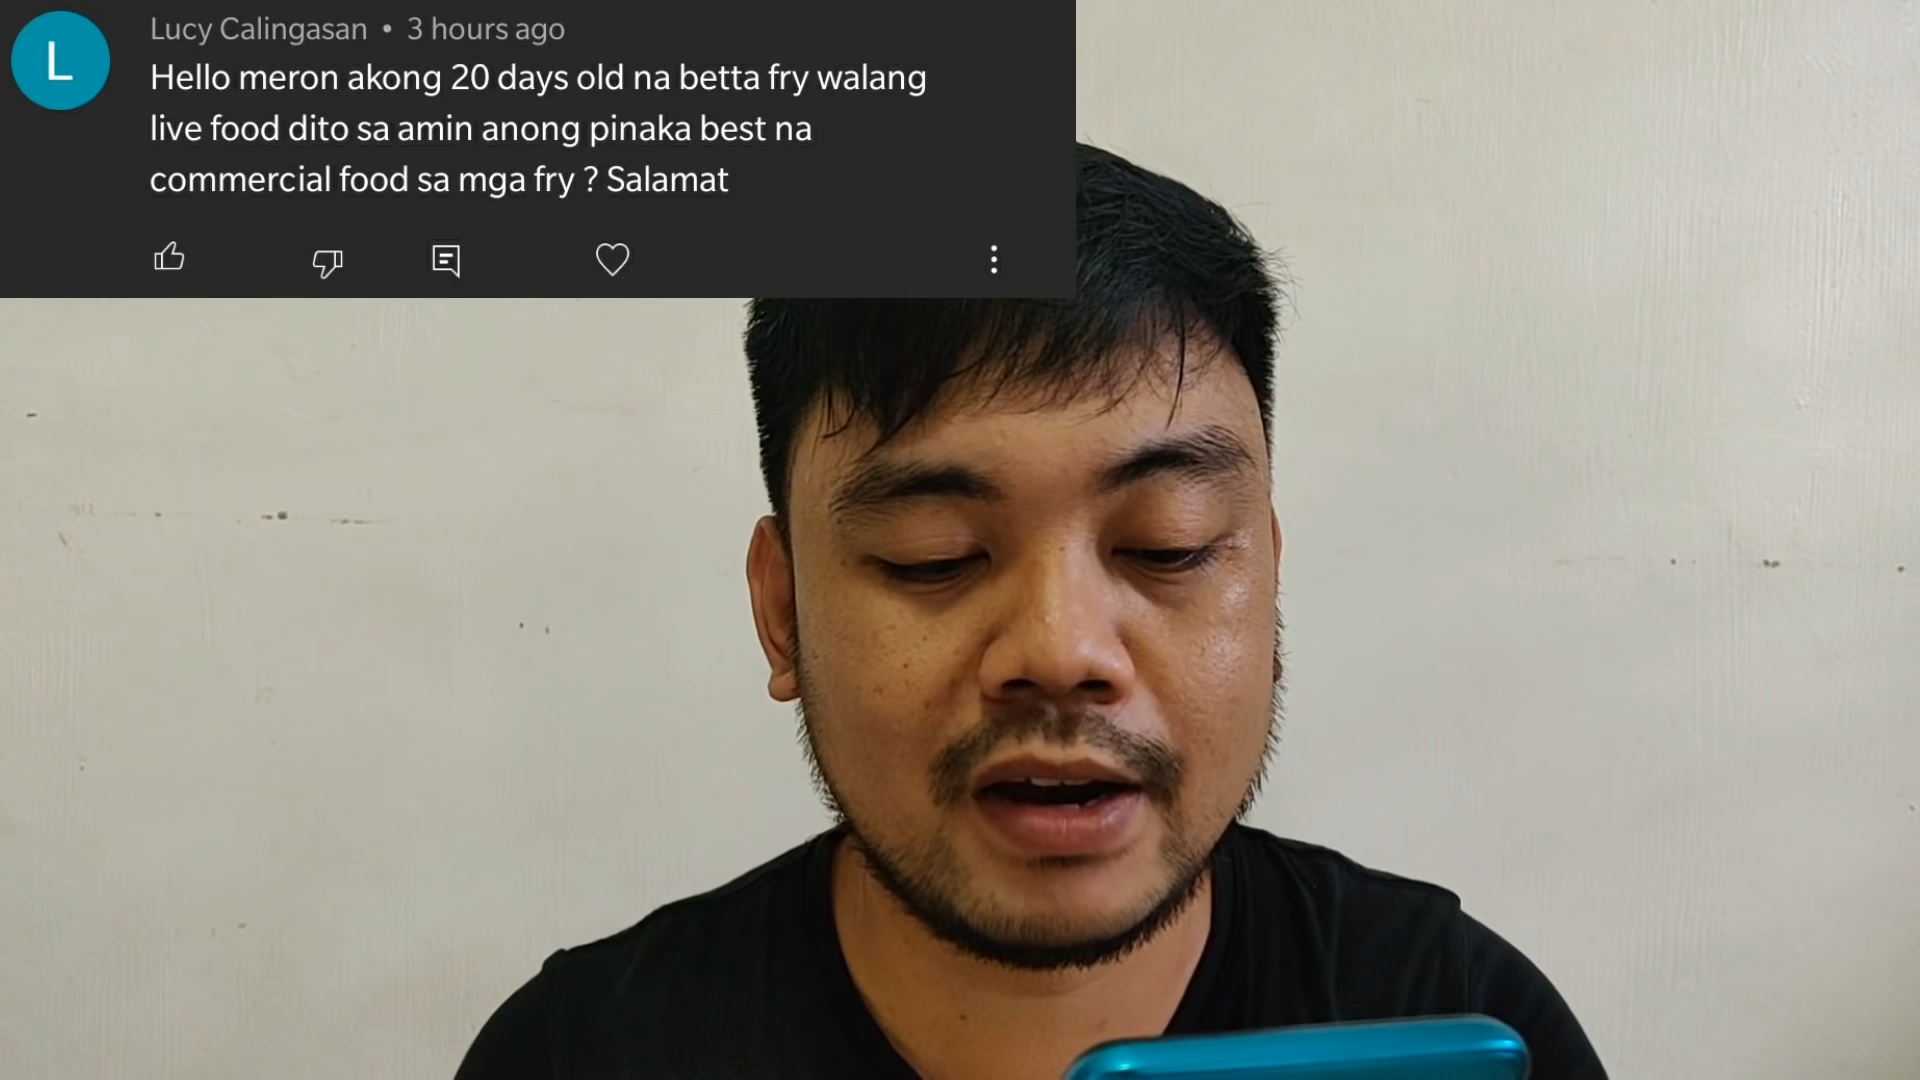 L
Lucy Calingasan • 3 hours ago
Hello meron akong 20 days old na betta fry walang
live food dito sa amin anong pinaka best na
commercial food sa mga fry ? Salamat